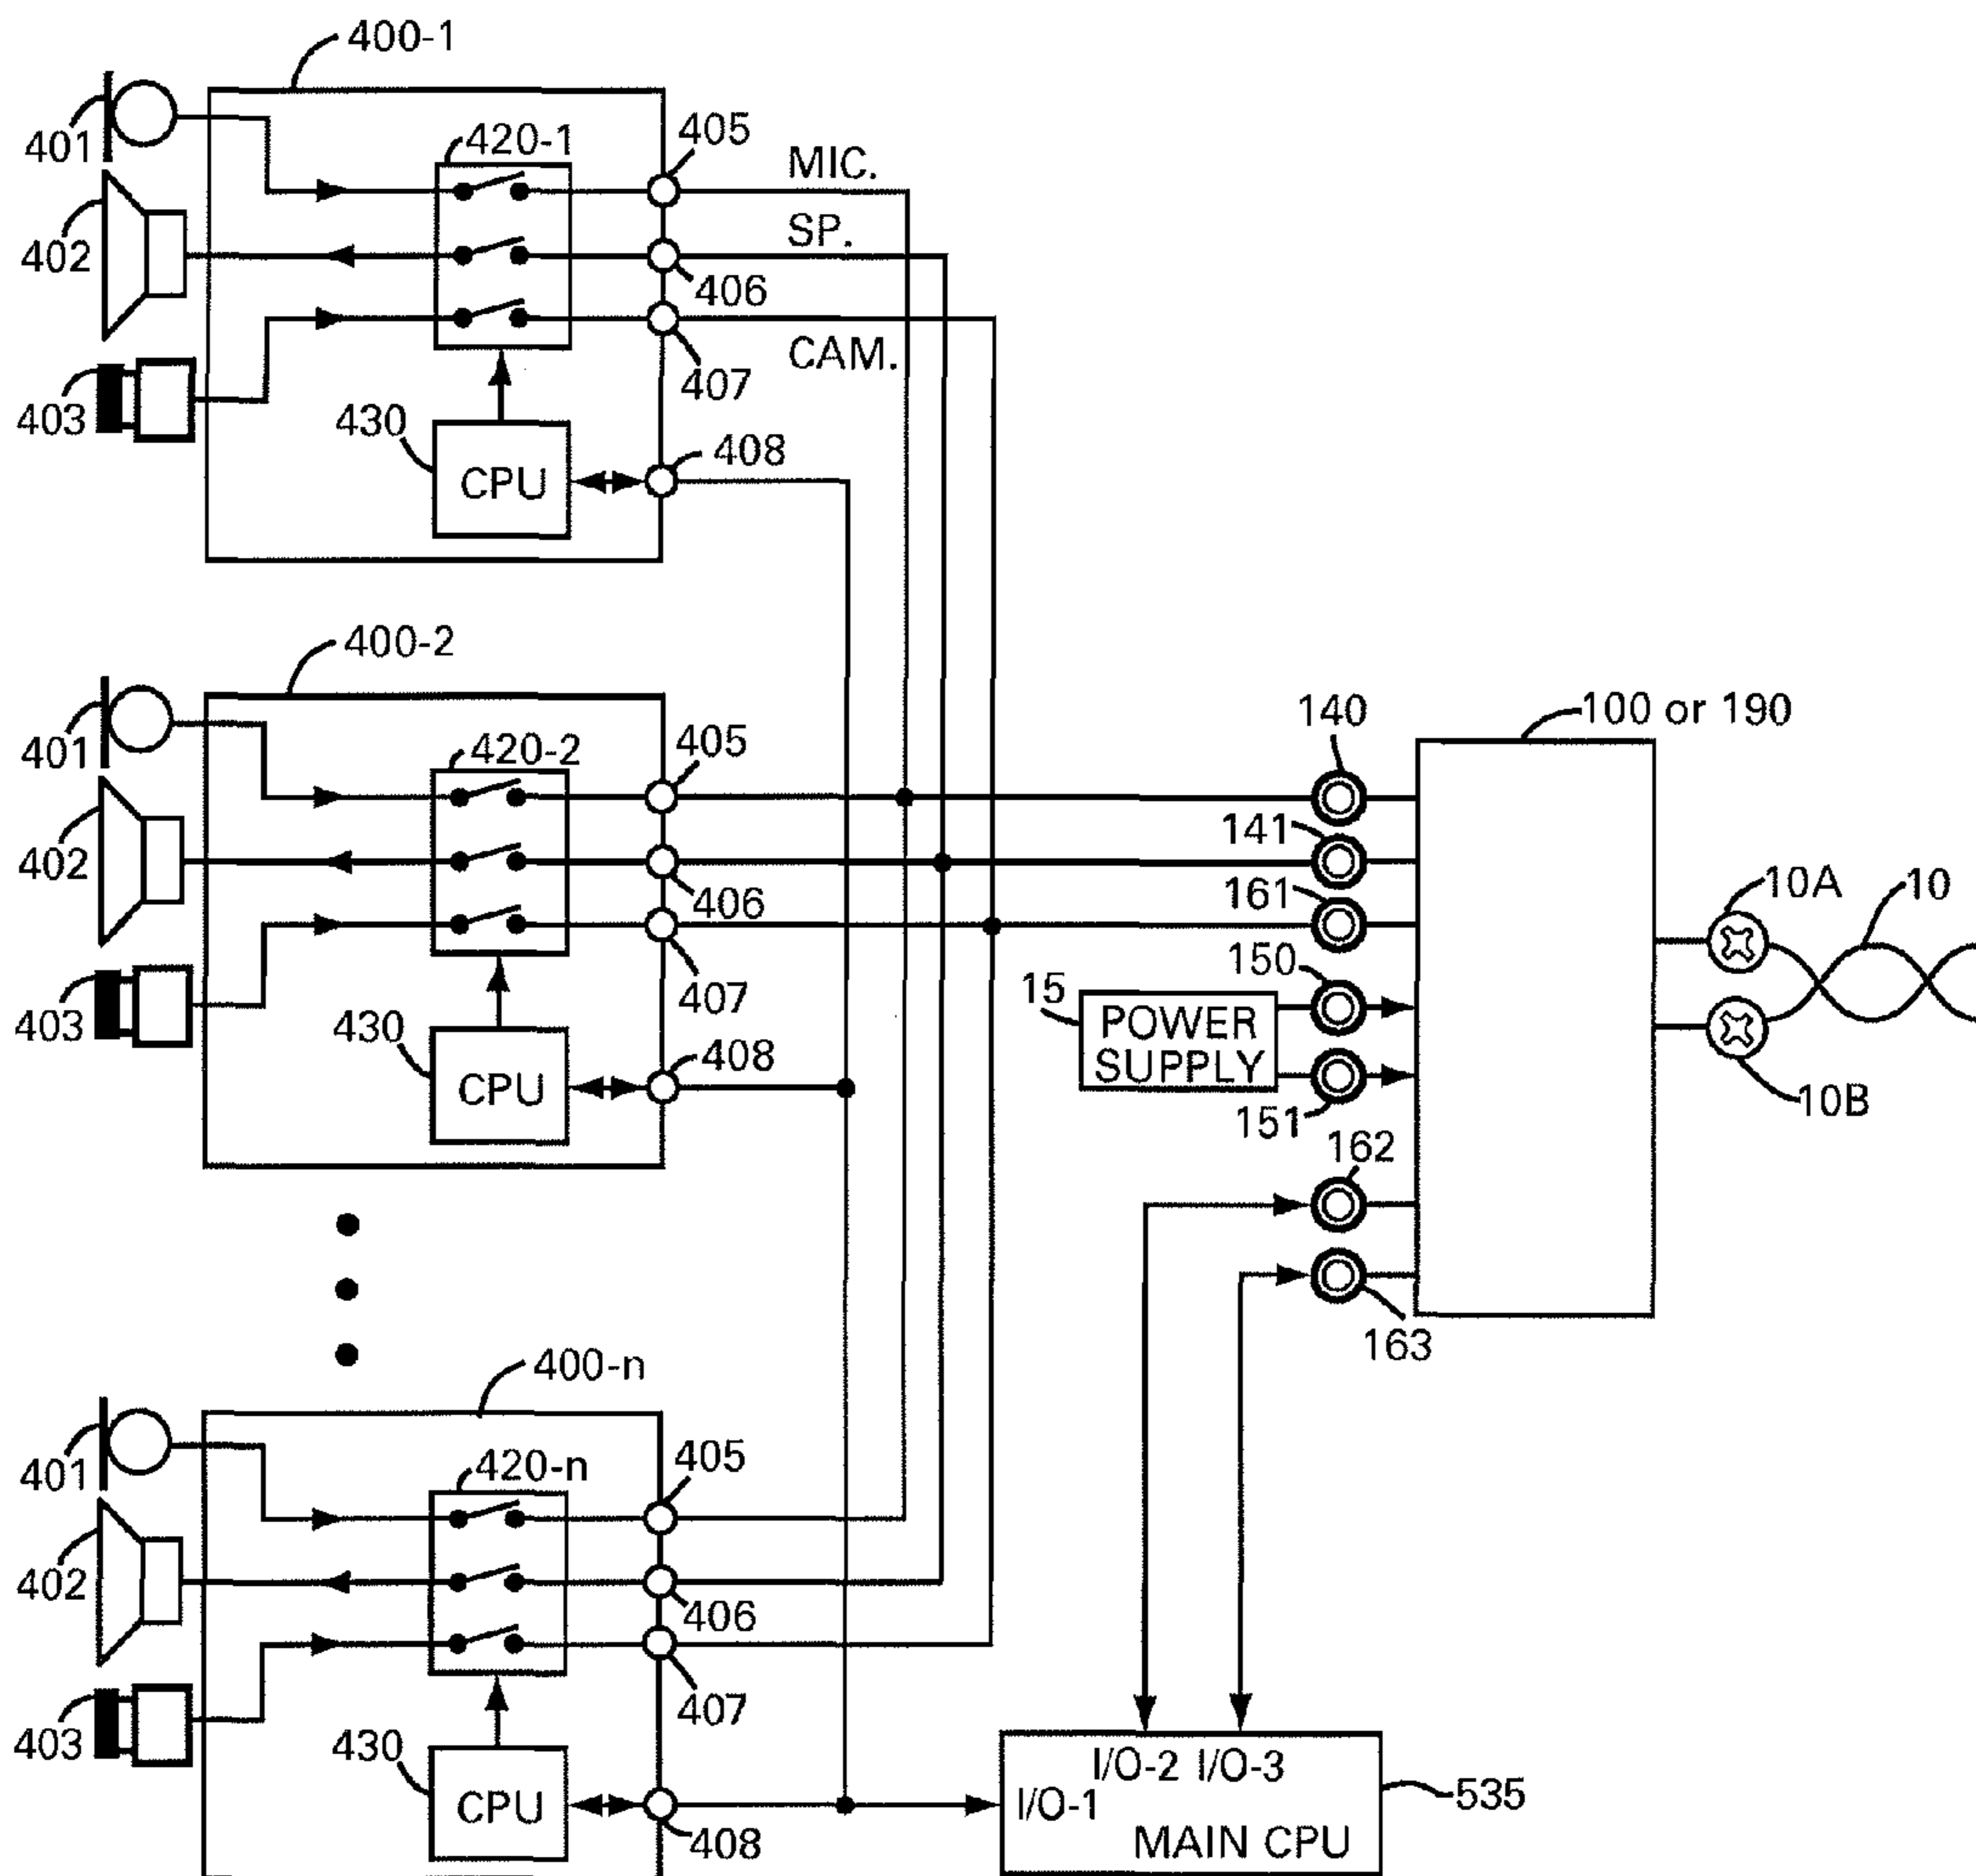 400-1
401
420-1
405
MIC.
402
SP.
406
CAM.
403
407
430
408
CPU
400-2
401
420-2
405
140
100 or 190
402
141
406
161
10A
10
403
407
150
15
POWER
SUPPLY
430
408
CPU
151
10B
162
163
400-n
401
420-n
405
402
406
403
407
430
CPU
408
I/O-2 I/O-3
I/O-1
MAIN CPU
535